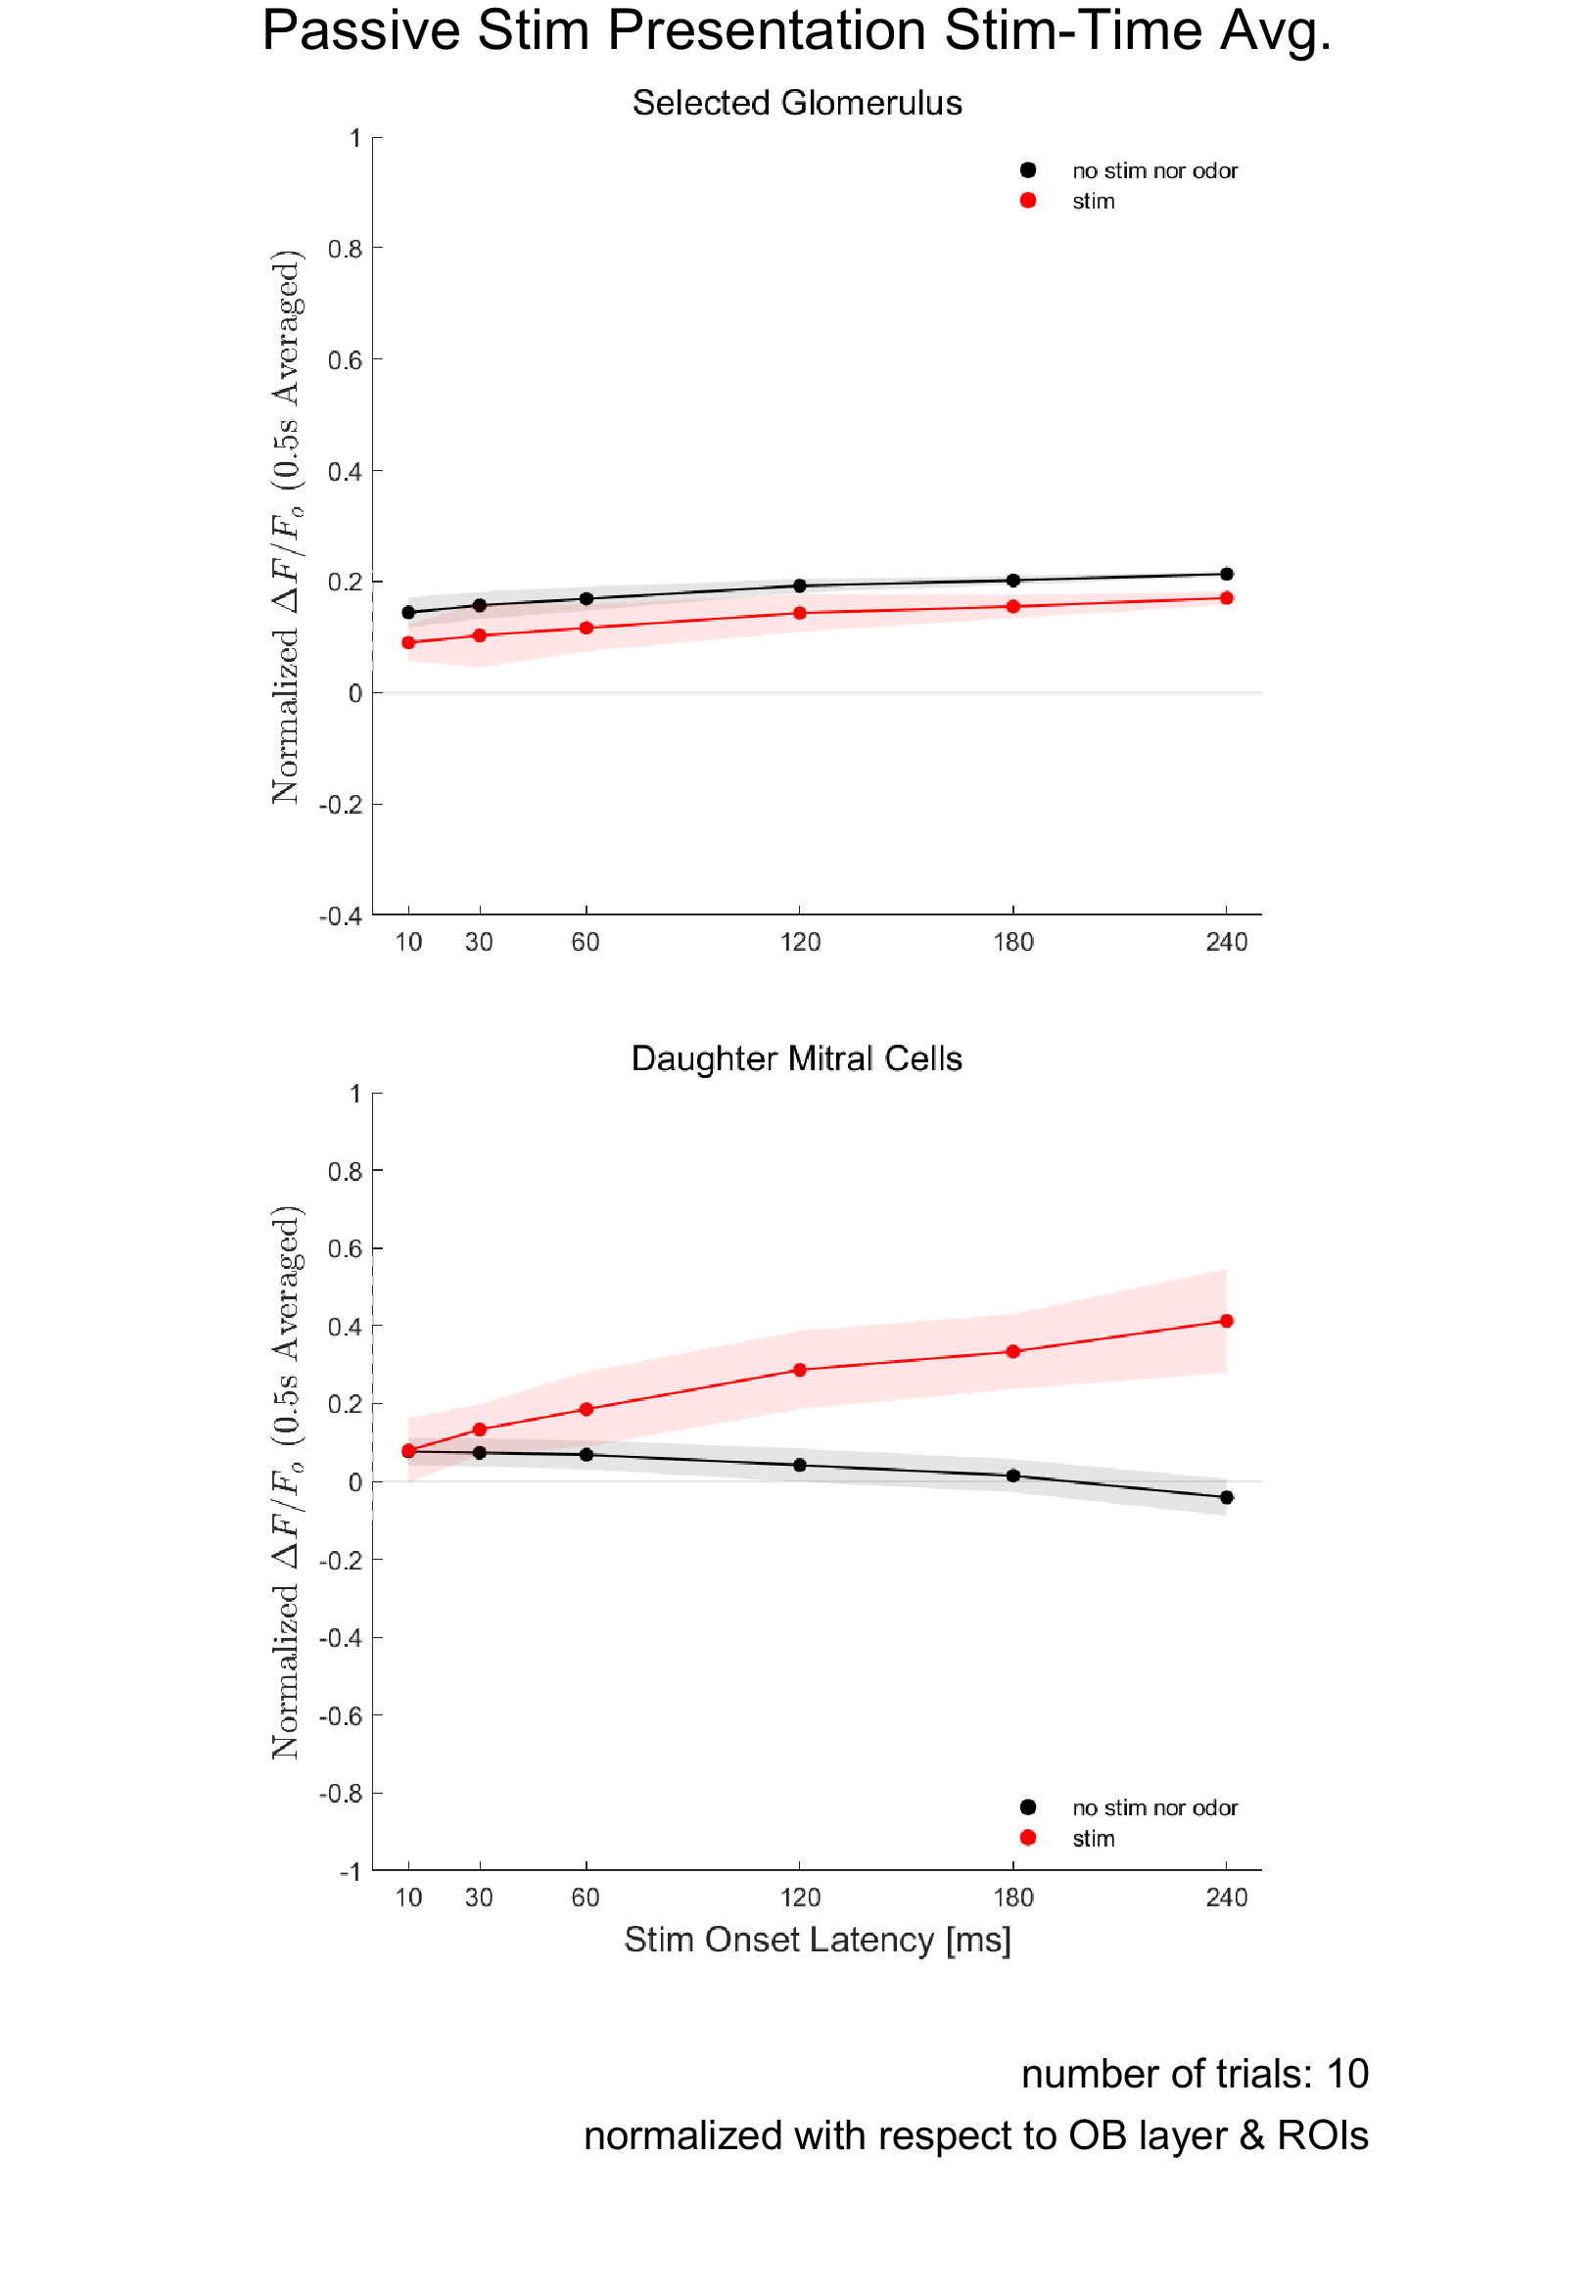 Passive Stim Presentation Stim-Time Avg.
Selected Glomerulus
Normalized ΔF/Fₒ (0.5s Averaged)
1
0.8
0.6
0.4
0.2
0
-0.2
-0.4
10 30 60 120 180 240
no stim nor odor
stim
Daughter Mitral Cells
Normalized ΔF/Fₒ (0.5s Averaged)
1
0.8
0.6
0.4
0.2
0
-0.2
-0.4
-0.6
-0.8
-1
no stim nor odor
stim
10 30 60 120 180 240
Stim Onset Latency [ms]
number of trials: 10
normalized with respect to OB layer & ROIs